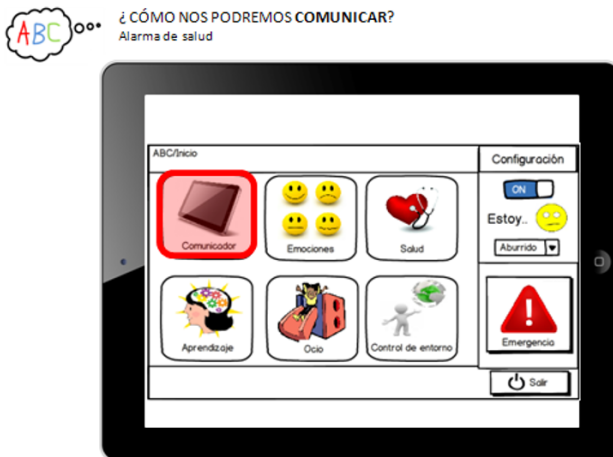 ABC
¿ CÓMO NOS PODREMOS COMUNICAR?
Alarma de salud
ABC/Inicio
Configuración
ON
Estoy..
Aburrido
Comunicador
Emociones
Salud
Aprendizaje
Ocio
Control de entorno
Emergencia
Salir